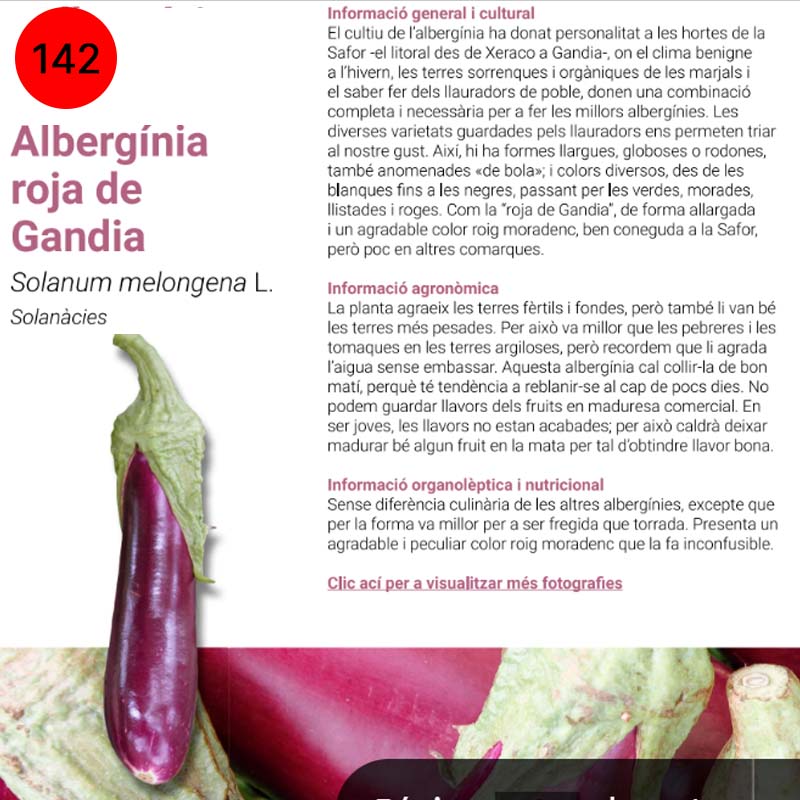 142
Albergínia
roja de
Gandia
Solanum melongena L.
Solanàcies
Informació general i cultural
El cultiu de l'albergínia ha donat personalitat a les hortes de la
Safor -el litoral des de Xeraco a Gandia-, on el clima benigne
a l'hivern, les terres sorrenques i orgàniques de les marjals i
el saber fer dels llauradors de poble, donen una combinació
completa i necessària per a fer les millors albergínies. Les
diverses varietats guardades pels llauradors ens permeten triar
al nostre gust. Així, hi ha formes llargues, globoses o rodones,
també anomenades «de bola»; i colors diversos, des de les
blanques fins a les negres, passant per les verdes, morades,
llistades i roges. Com la "roja de Gandia", de forma allargada
i un agradable color roig moradenc, ben coneguda a la Safor,
però poc en altres comarques.
Informació agronòmica
La planta agraeix les terres fèrtils i fondes, però també li van bé
les terres més pesades. Per això va millor que les pebreres i les
tomaques en les terres argiloses, però recordem que li agrada
l'aigua sense embassar. Aquesta albergínia cal collir-la de bon
matí, perquè té tendència a reblanir-se al cap de pocs dies. No
podem guardar llavors dels fruits en maduresa comercial. En
ser joves, les llavors no estan acabades; per això caldrà deixar
madurar bé algun fruit en la mata per tal d'obtindre llavor bona.
Informació organolèptica i nutricional
Sense diferència culinària de les altres albergínies, excepte que
per la forma va millor per a ser fregida que torrada. Presenta un
agradable i peculiar color roig moradenc que la fa inconfusible.
Clic ací per a visualitzar més fotografies